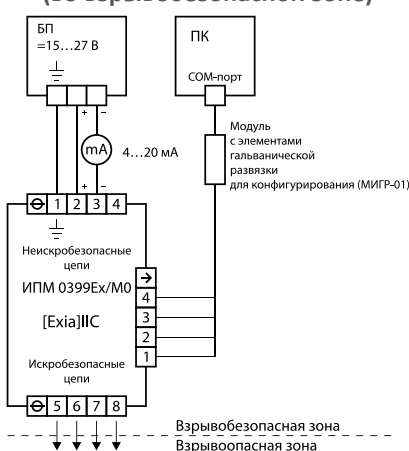 (во взрывобезопасной зоне)
БП
=15…27 В
ПК
COM-порт
+ –
mA
4…20 мА
+ –
Модуль
с элементами
гальванической
развязки
для конфигурирования (МИГР-01)
1 2 3 4
Неискробезопасные
цепи
ИПМ 0399Ex/М0
[Exia]IIC
4
3
2
1
Искробезопасные
цепи
5 6 7 8
Взрывобезопасная зона
Взрывоопасная зона